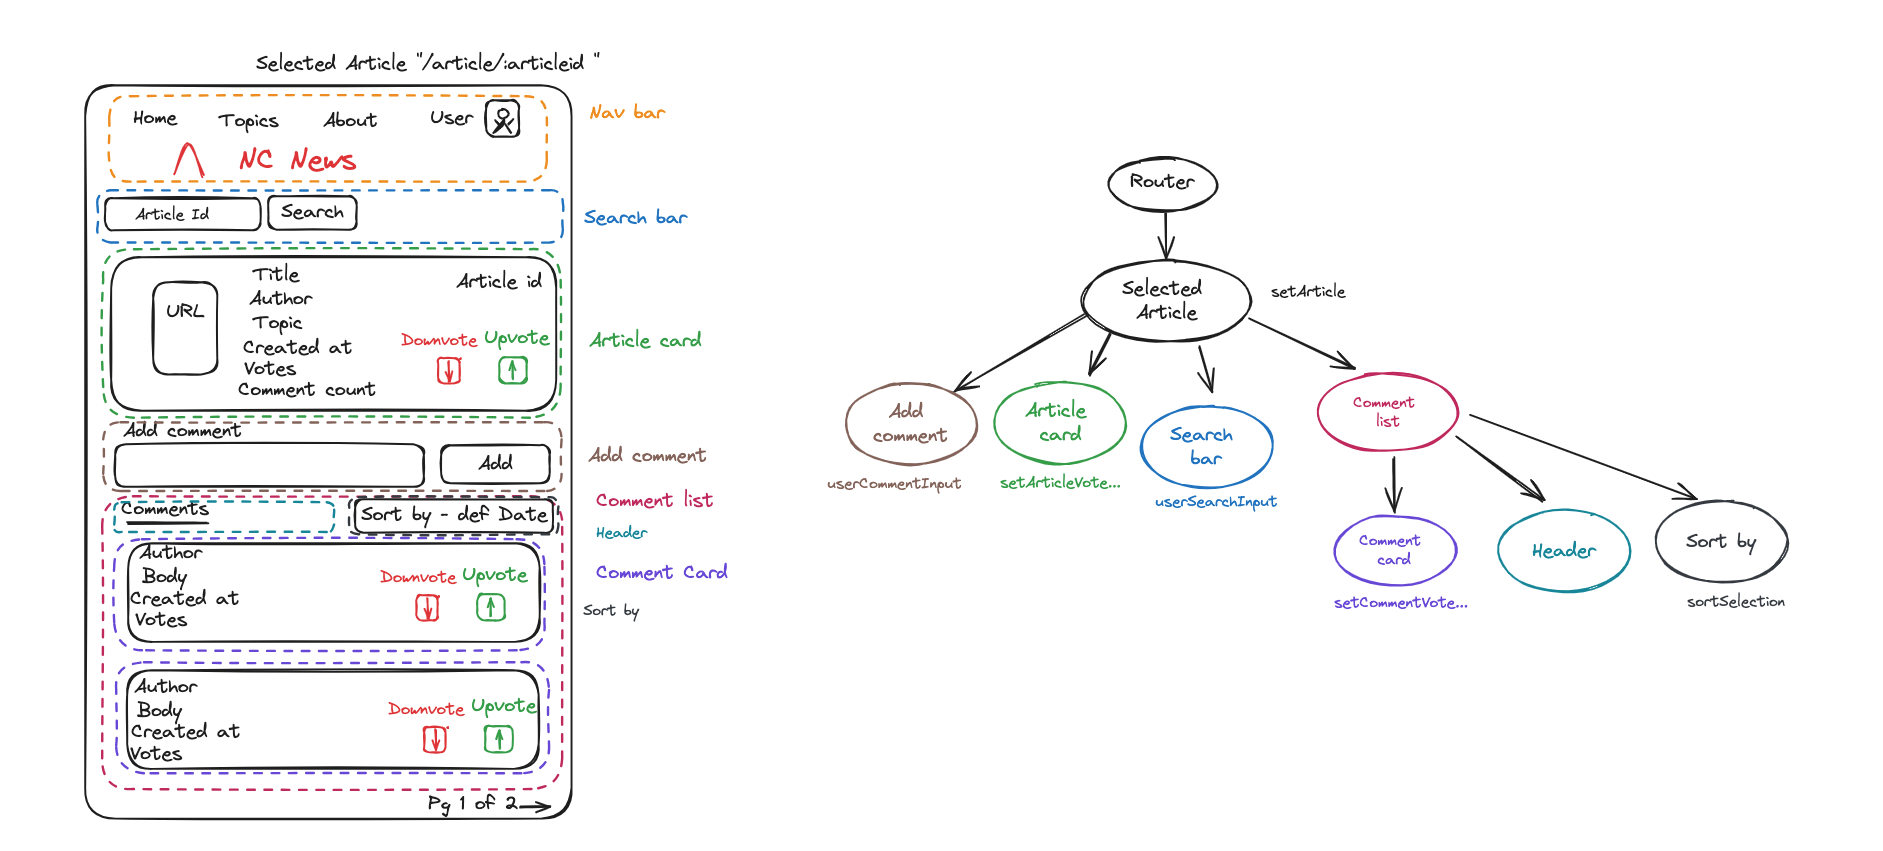 Selected Article "/article/:articleid "
Home Topics About User
NC News
Nav bar
Article Id Search
Search bar
URL
Title
Author
Topic
Created at
Votes
Comment count
Article id
Downvote Upvote
Article card
Add comment
Add
Add comment
Comment list
Comments
Sort by - def Date
Header
Comment Card
Sort by
Author
Body
Created at
Votes
Downvote Upvote
Author
Body
Created at
Votes
Downvote Upvote
Pg 1 of 2
Router
Selected
Article
setArticle
Add
comment
userCommentInput
Article
card
setArticleVote...
Search
bar
userSearchInput
Comment
list
Comment
card
setCommentVote...
Header
Sort by
sortSelection